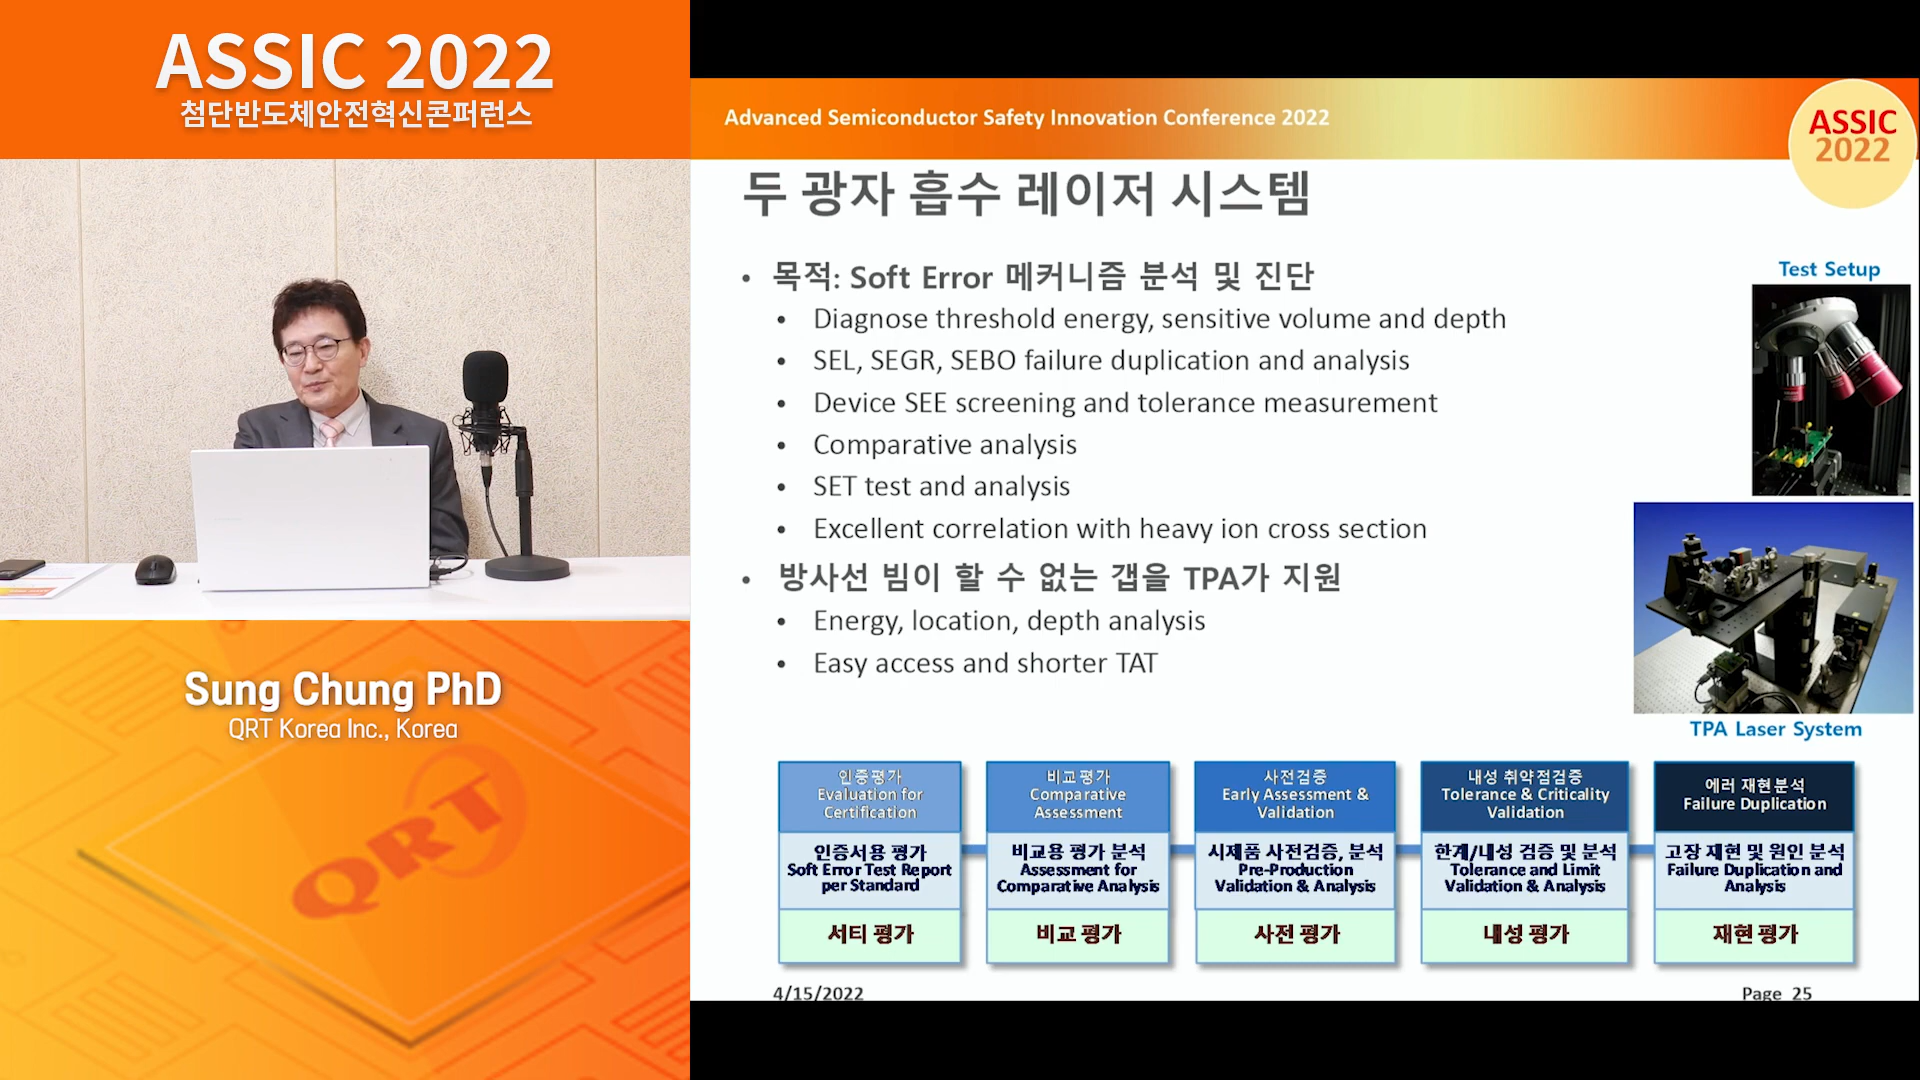 ASSIC 2022
첨단반도체안전혁신콘퍼런스
Sung Chung PhD
QRT Korea Inc., Korea
QRT
Advanced Semiconductor Safety Innovation Conference 2022
ASSIC
2022
두 광자 흡수 레이저 시스템
• 목적: Soft Error 메커니즘 분석 및 진단
• Diagnose threshold energy, sensitive volume and depth
• SEL, SEGR, SEBO failure duplication and analysis
• Device SEE screening and tolerance measurement
• Comparative analysis
• SET test and analysis
• Excellent correlation with heavy ion cross section
• 방사선 빔이 할 수 없는 갭을 TPA가 지원
• Energy, location, depth analysis
• Easy access and shorter TAT
Test Setup
TPA Laser System
인증평가
Evaluation for
Certification
인증서용 평가
Soft Error Test Report
per Standard
서티 평가
비교평가
Comparative
Assessment
비교용 평가 분석
Assessment for
Comparative Analysis
비교 평가
사전검증
Early Assessment &
Validation
시제품 사전검증, 분석
Pre-Production
Validation & Analysis
사전 평가
내성 취약점검증
Tolerance & Criticality
Validation
한계/내성 검증 및 분석
Tolerance and Limit
Validation & Analysis
내성 평가
에러 재현분석
Failure Duplication
고장 재현 및 원인 분석
Failure Duplication and
Analysis
재현 평가
4/15/2022
Page 25